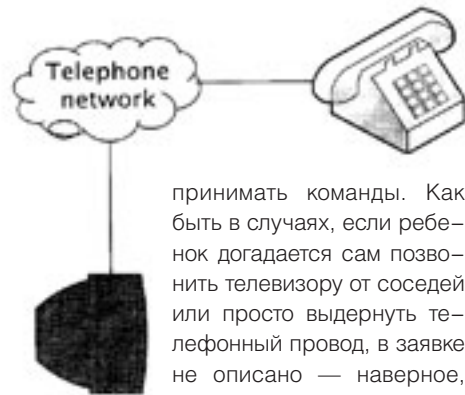 Telephone
network
принимать команды. Как
быть в случаях, если ребе-
нок догадается сам позво-
нить телевизору от соседей
или просто выдернуть те-
лефонный провод, в заявке
не описано — наверное,